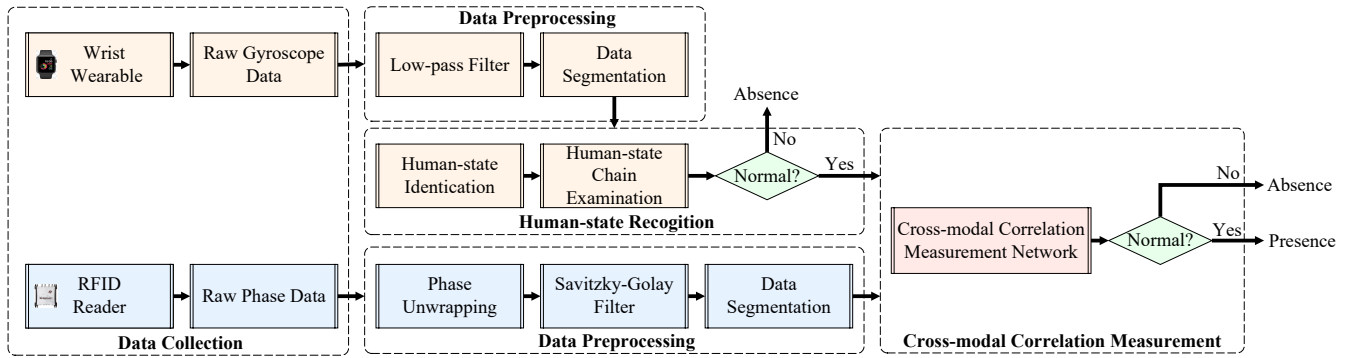 Data Preprocessing
Wrist
Wearable
Raw Gyroscope
Data
Low-pass Filter
Data
Segmentation
Absence
No
Human-state
Identication
Human-state
Chain
Examination
Normal?
Yes
Human-state Recogition
Cross-modal Correlation
Measurement Network
Normal?
No
Absence
Yes
Presence
RFID
Reader
Raw Phase Data
Phase
Unwrapping
Savitzky-Golay
Filter
Data
Segmentation
Data Collection
Data Preprocessing
Cross-modal Correlation Measurement